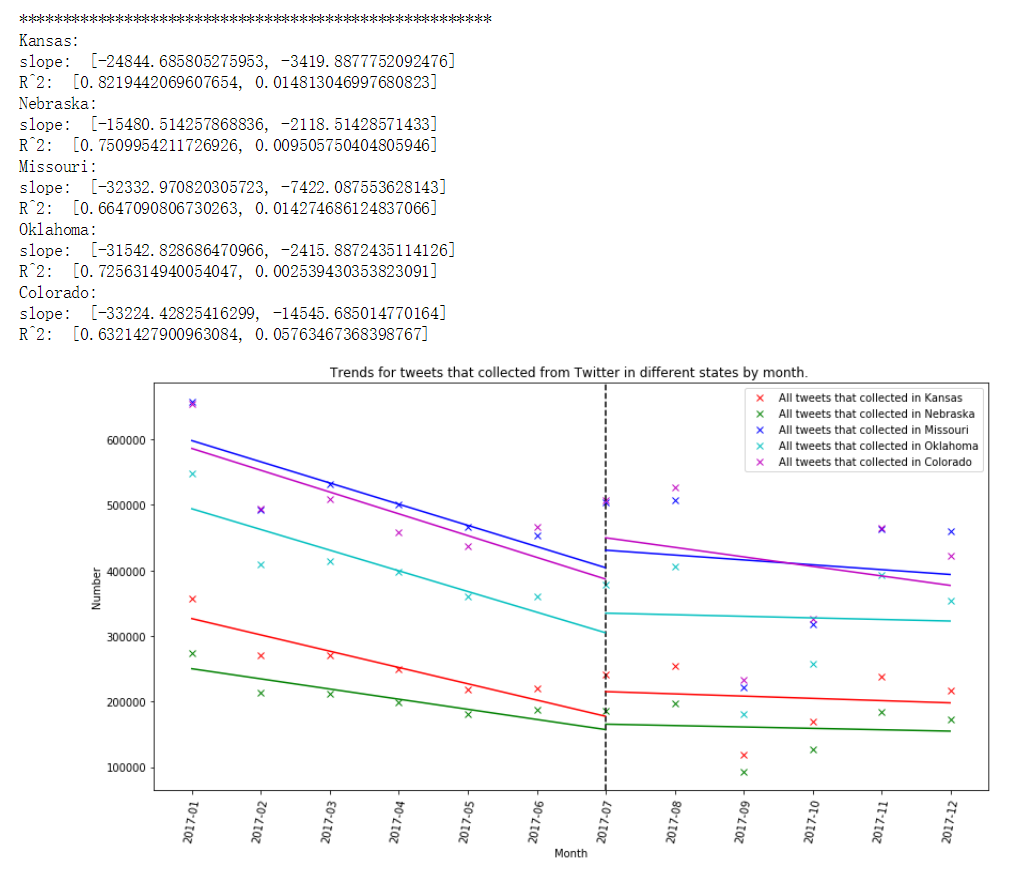 ******************************************************
Kansas:
slope:  [-24844.685805275953, -3419.8877752092476]
R^2:  [0.8219442069607654, 0.014813046997680823]
Nebraska:
slope:  [-15480.514257868836, -2118.51428571433]
R^2:  [0.7509954211726926, 0.009505750404805946]
Missouri:
slope:  [-32332.970820305723, -7422.087553628143]
R^2:  [0.6647090806730263, 0.014274686124837066]
Oklahoma:
slope:  [-31542.828686470966, -2415.8872435114126]
R^2:  [0.7256314940054047, 0.002539430353823091]
Colorado:
slope:  [-33224.42825416299, -14545.685014770164]
R^2:  [0.6321427900963084, 0.05763467368398767]
Trends for tweets that collected from Twitter in different states by month.
All tweets that collected in Kansas
All tweets that collected in Nebraska
All tweets that collected in Missouri
All tweets that collected in Oklahoma
All tweets that collected in Colorado
600000
500000
400000
300000
200000
100000
Number
2017-01
2017-02
2017-03
2017-04
2017-05
2017-06
2017-07
2017-08
2017-09
2017-10
2017-11
2017-12
Month